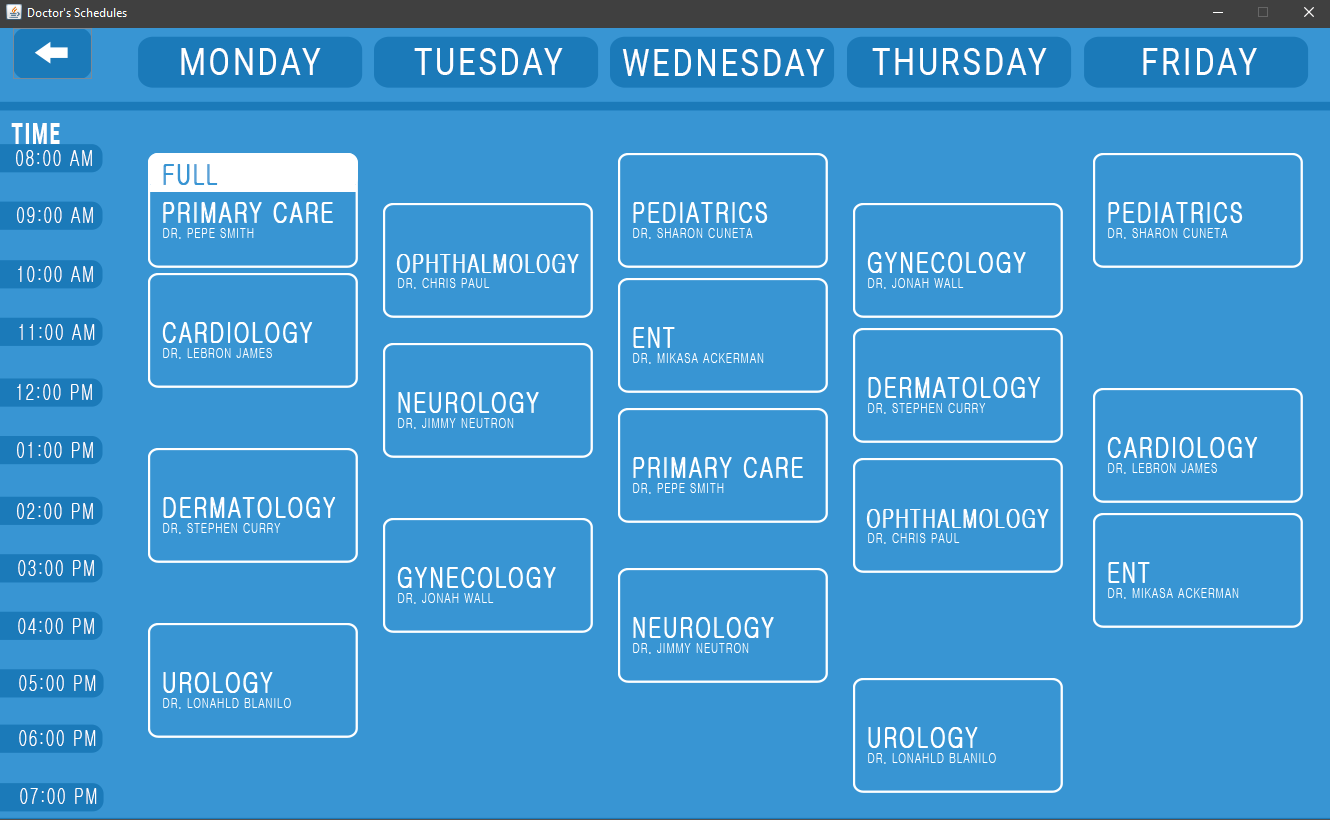 Doctor's Schedules
MONDAY
TUESDAY
WEDNESDAY
THURSDAY
FRIDAY
TIME
08:00 AM
09:00 AM
10:00 AM
11:00 AM
12:00 PM
01:00 PM
02:00 PM
03:00 PM
04:00 PM
05:00 PM
06:00 PM
07:00 PM
FULL
PRIMARY CARE
DR. PEPE SMITH
CARDIOLOGY
DR. LEBRON JAMES
DERMATOLOGY
DR. STEPHEN CURRY
UROLOGY
DR. LONAHLD BLANILO
OPHTHALMOLOGY
DR. CHRIS PAUL
NEUROLOGY
DR. JIMMY NEUTRON
GYNECOLOGY
DR. JONAH WALL
PEDIATRICS
DR. SHARON CUNETA
ENT
DR. MIKASA ACKERMAN
PRIMARY CARE
DR. PEPE SMITH
NEUROLOGY
DR. JIMMY NEUTRON
GYNECOLOGY
DR. JONAH WALL
DERMATOLOGY
DR. STEPHEN CURRY
OPHTHALMOLOGY
DR. CHRIS PAUL
UROLOGY
DR. LONAHLD BLANILO
PEDIATRICS
DR. SHARON CUNETA
CARDIOLOGY
DR. LEBRON JAMES
ENT
DR. MIKASA ACKERMAN